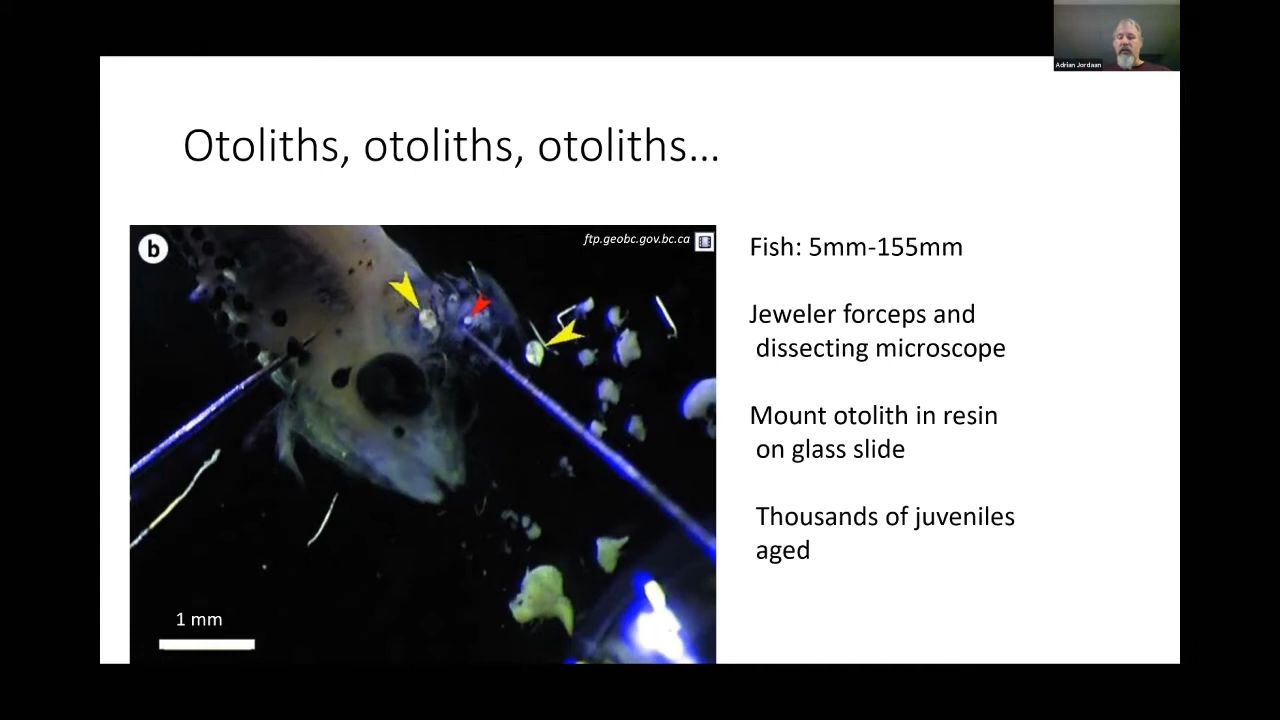 Adrian Jordaan
Otoliths, otoliths, otoliths...
b
ftp.geobc.gov.bc.ca
Fish: 5mm-155mm
Jeweler forceps and
dissecting microscope
Mount otolith in resin
on glass slide
Thousands of juveniles
aged
1 mm